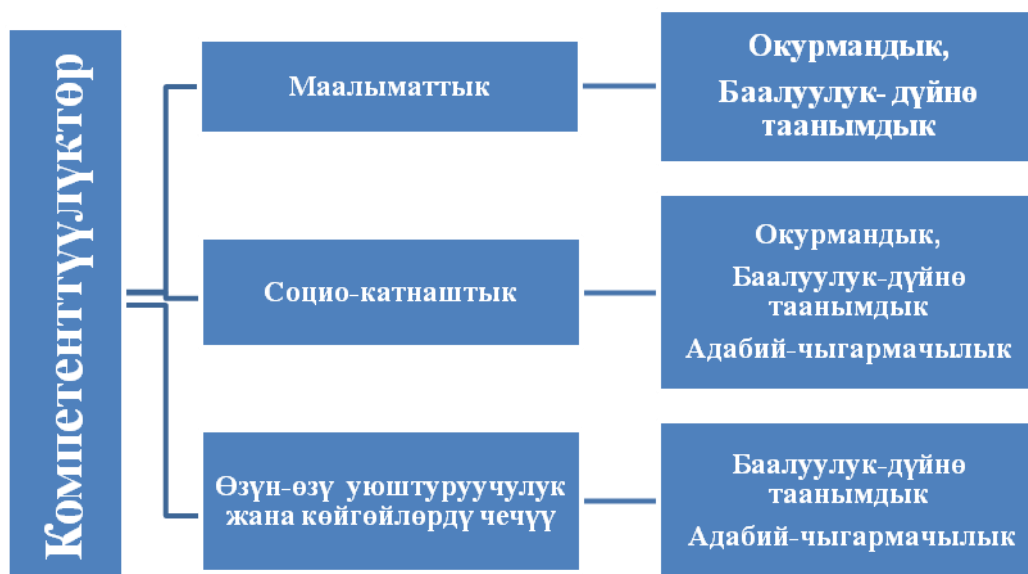 Компетенттүүлүктөр
Маалыматтык
Окурмандык,
Баалуулук- дүйнө
таанымдык
Социо-катнаштык
Окурмандык,
Баалуулук-дүйнө
таанымдык
Адабий-чыгармачылык
Өзүн-өзү уюштуруучулук
жана көйгөйлөрдү чечүү
Баалуулук-дүйнө
таанымдык
Адабий-чыгармачылык